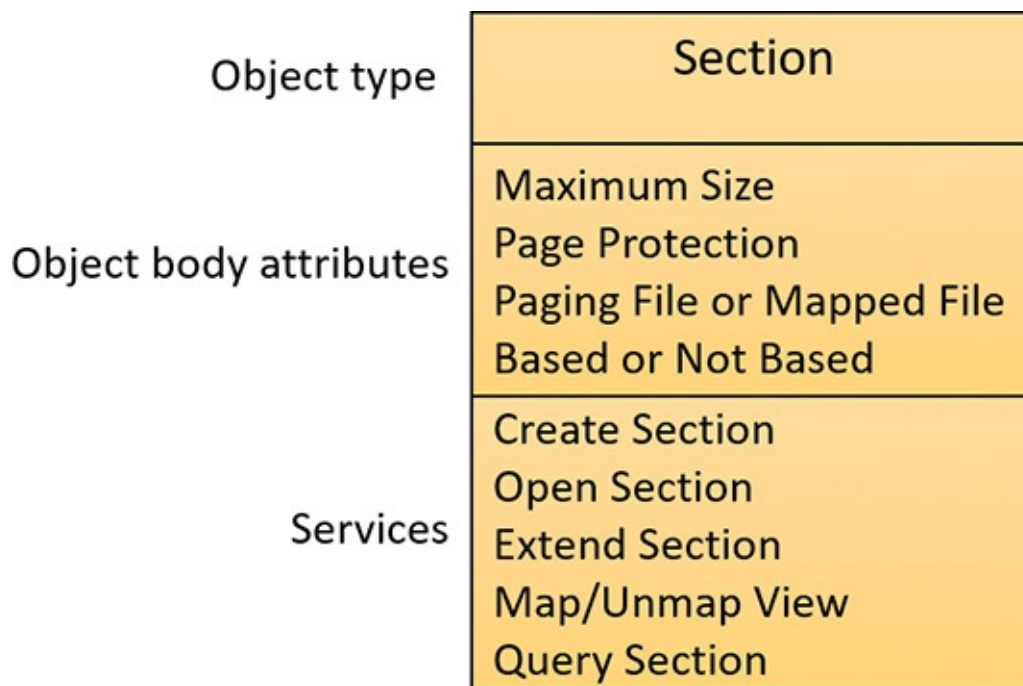 Object type
Section
Object body attributes
Maximum Size
Page Protection
Paging File or Mapped File
Based or Not Based
Services
Create Section
Open Section
Extend Section
Map/Unmap View
Query Section